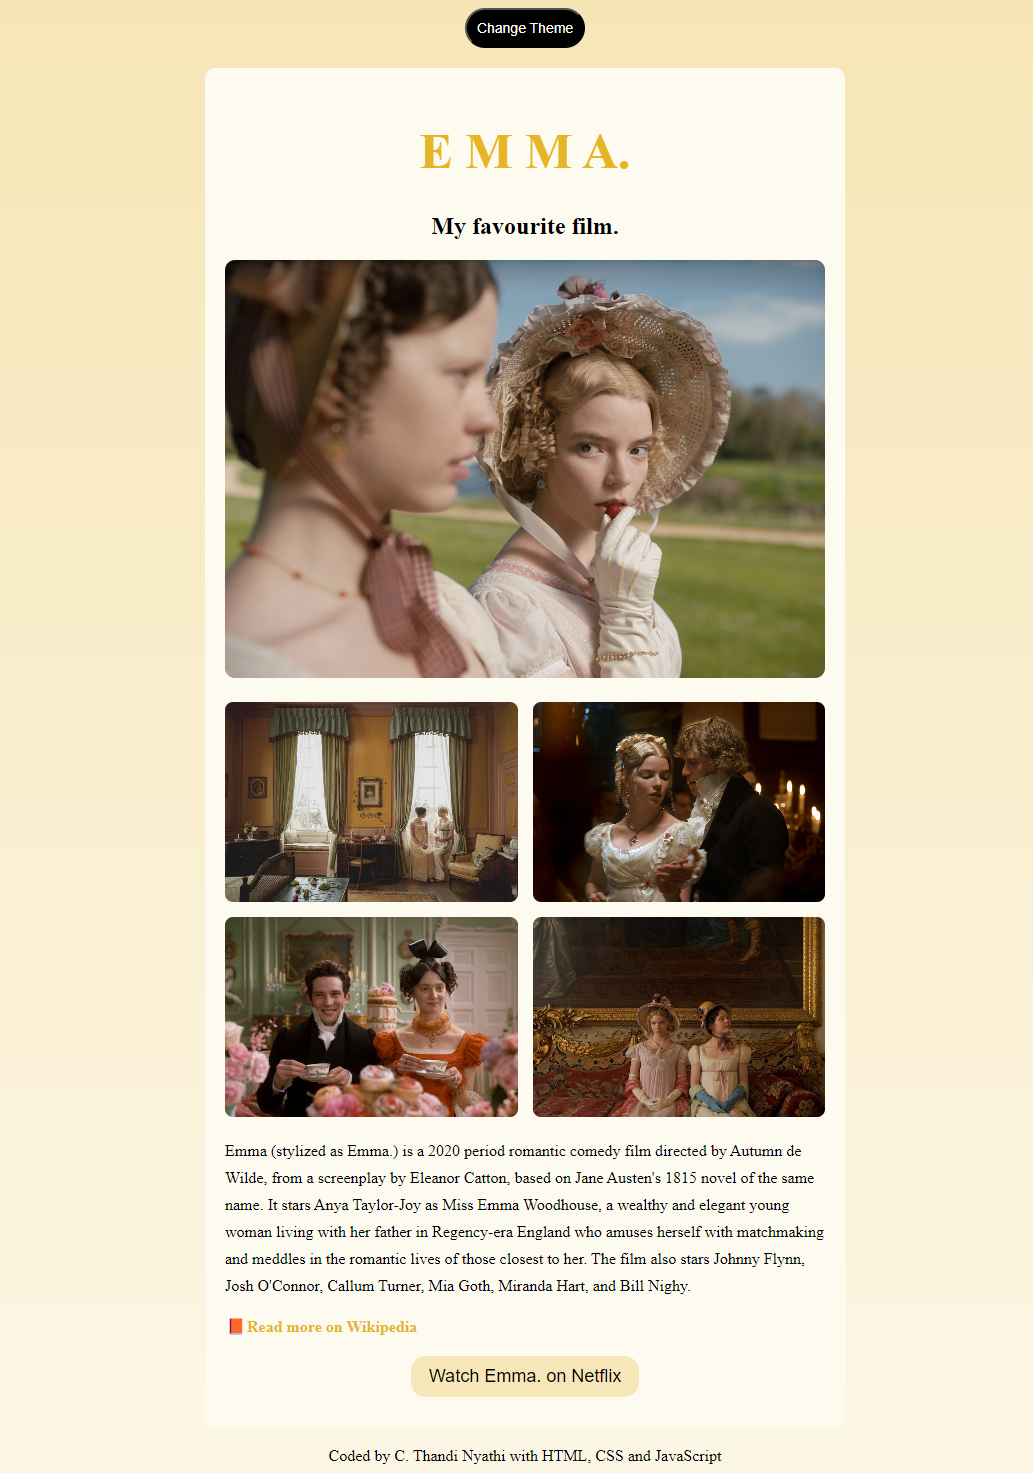 Change Theme
E M M A.
My favourite film.
Emma (stylized as Emma.) is a 2020 period romantic comedy film directed by Autumn de
Wilde, from a screenplay by Eleanor Catton, based on Jane Austen's 1815 novel of the same
name. It stars Anya Taylor-Joy as Miss Emma Woodhouse, a wealthy and elegant young
woman living with her father in Regency-era England who amuses herself with matchmaking
and meddles in the romantic lives of those closest to her. The film also stars Johnny Flynn,
Josh O'Connor, Callum Turner, Mia Goth, Miranda Hart, and Bill Nighy.
📕 Read more on Wikipedia
Watch Emma. on Netflix
Coded by C. Thandi Nyathi with HTML, CSS and JavaScript